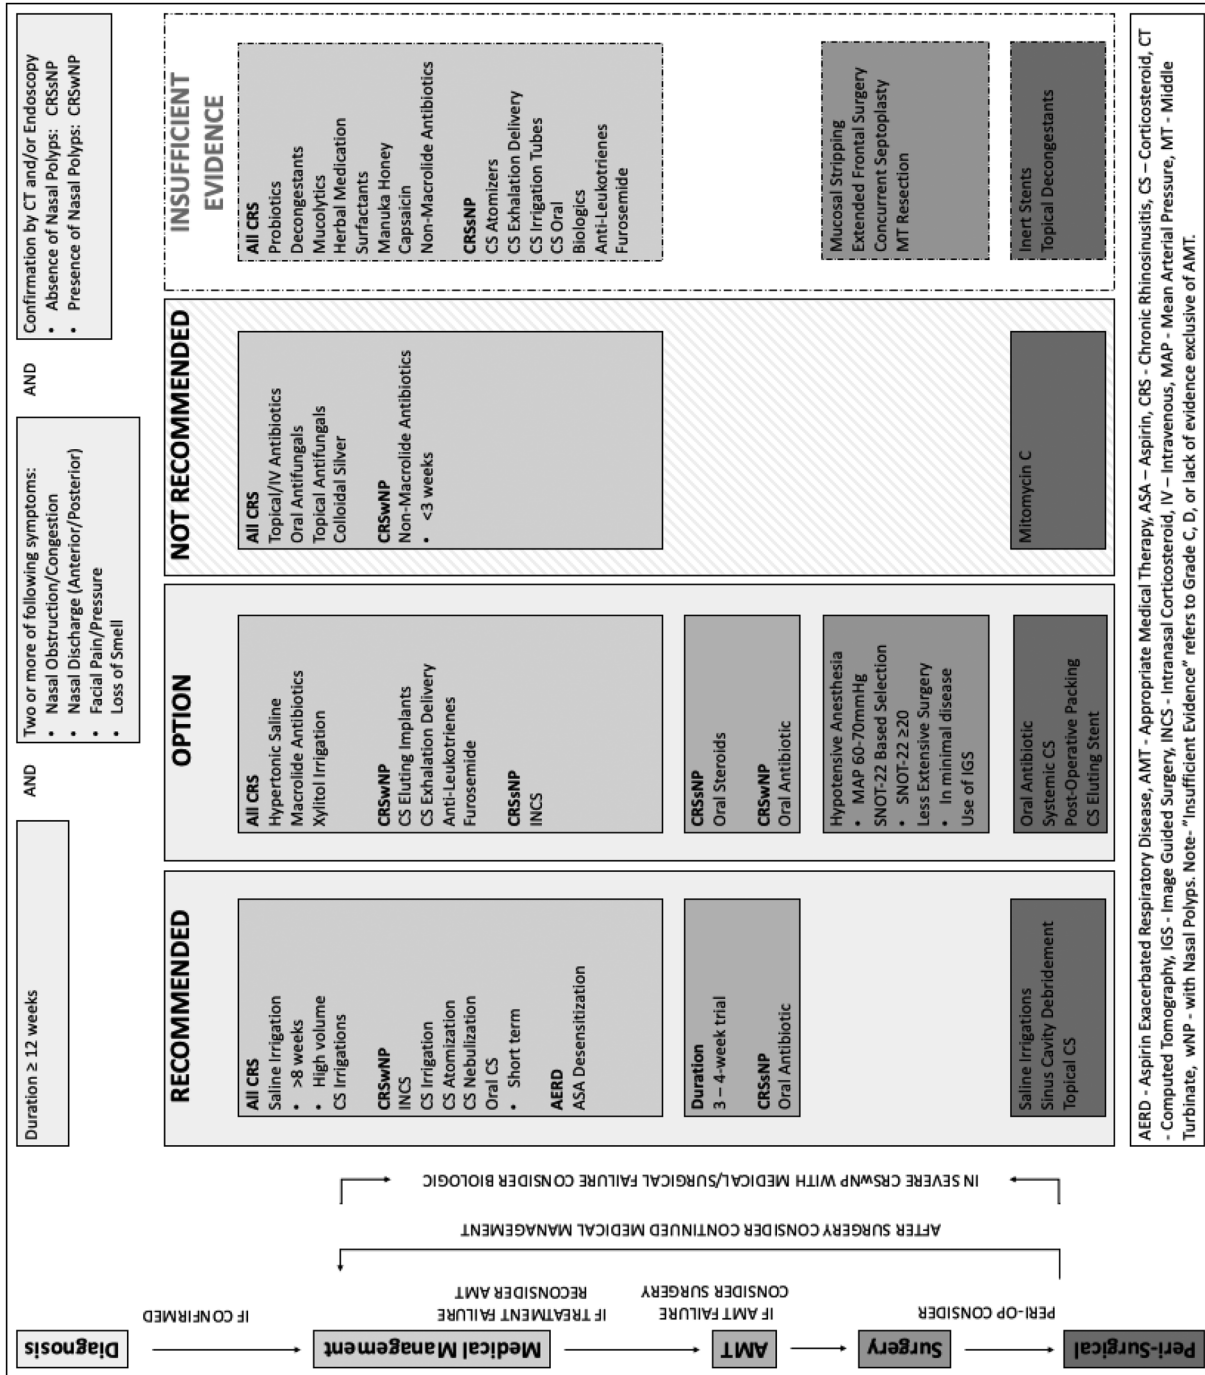 Diagnosis
IF CONFIRMED
Medical Management
IF TREATMENT FAILURE
RECONSIDER AMT
AMT
IF AMT FAILURE
CONSIDER SURGERY
Surgery
PERI-OP CONSIDER
Peri-Surgical
AFTER SURGERY CONSIDER CONTINUED MEDICAL MANAGEMENT
IN SEVERE CRSwNP WITH MEDICAL/SURGICAL FAILURE CONSIDER BIOLOGIC
Duration ≥ 12 weeks
AND
Two or more of following symptoms:
• Nasal Obstruction/Congestion
• Nasal Discharge (Anterior/Posterior)
• Facial Pain/Pressure
• Loss of Smell
AND
Confirmation by CT and/or Endoscopy
• Absence of Nasal Polyps: CRSsNP
• Presence of Nasal Polyps: CRSwNP
RECOMMENDED
All CRS
Saline Irrigation
• >8 weeks
• High volume
CS Irrigations
CRSwNP
INCS
CS Irrigation
CS Atomization
CS Nebulization
Oral CS
• Short term
AERD
ASA Desensitization
Duration
3 – 4-week trial
CRSsNP
Oral Antibiotic
Saline Irrigations
Sinus Cavity Debridement
Topical CS
OPTION
All CRS
Hypertonic Saline
Macrolide Antibiotics
Xylitol Irrigation
CRSwNP
CS Eluting Implants
CS Exhalation Delivery
Anti-Leukotrienes
Furosemide
CRSsNP
INCS
CRSsNP
Oral Steroids
CRSwNP
Oral Antibiotic
Hypotensive Anesthesia
• MAP 60-70mmHg
SNOT-22 Based Selection
• SNOT-22 ≥20
Less Extensive Surgery
• In minimal disease
Use of IGS
Oral Antibiotic
Systemic CS
Post-Operative Packing
CS Eluting Stent
NOT RECOMMENDED
All CRS
Topical/IV Antibiotics
Oral Antifungals
Topical Antifungals
Colloidal Silver
CRSwNP
Non-Macrolide Antibiotics
• <3 weeks
Mitomycin C
INSUFFICIENT
EVIDENCE
All CRS
Probiotics
Decongestants
Mucolytics
Herbal Medication
Surfactants
Manuka Honey
Capsaicin
Non-Macrolide Antibiotics
CRSsNP
CS Atomizers
CS Exhalation Delivery
CS Irrigation Tubes
CS Oral
Biologics
Anti-Leukotrienes
Furosemide
Mucosal Stripping
Extended Frontal Surgery
Concurrent Septoplasty
MT Resection
Inert Stents
Topical Decongestants
AERD - Aspirin Exacerbated Respiratory Disease, AMT - Appropriate Medical Therapy, ASA – Aspirin, CRS - Chronic Rhinosinusitis, CS – Corticosteroid, CT
- Computed Tomography, IGS - Image Guided Surgery, INCS - Intranasal Corticosteroid, IV – Intravenous, MAP - Mean Arterial Pressure, MT - Middle
Turbinate, wNP - with Nasal Polyps. Note- "Insufficient Evidence" refers to Grade C, D, or lack of evidence exclusive of AMT.